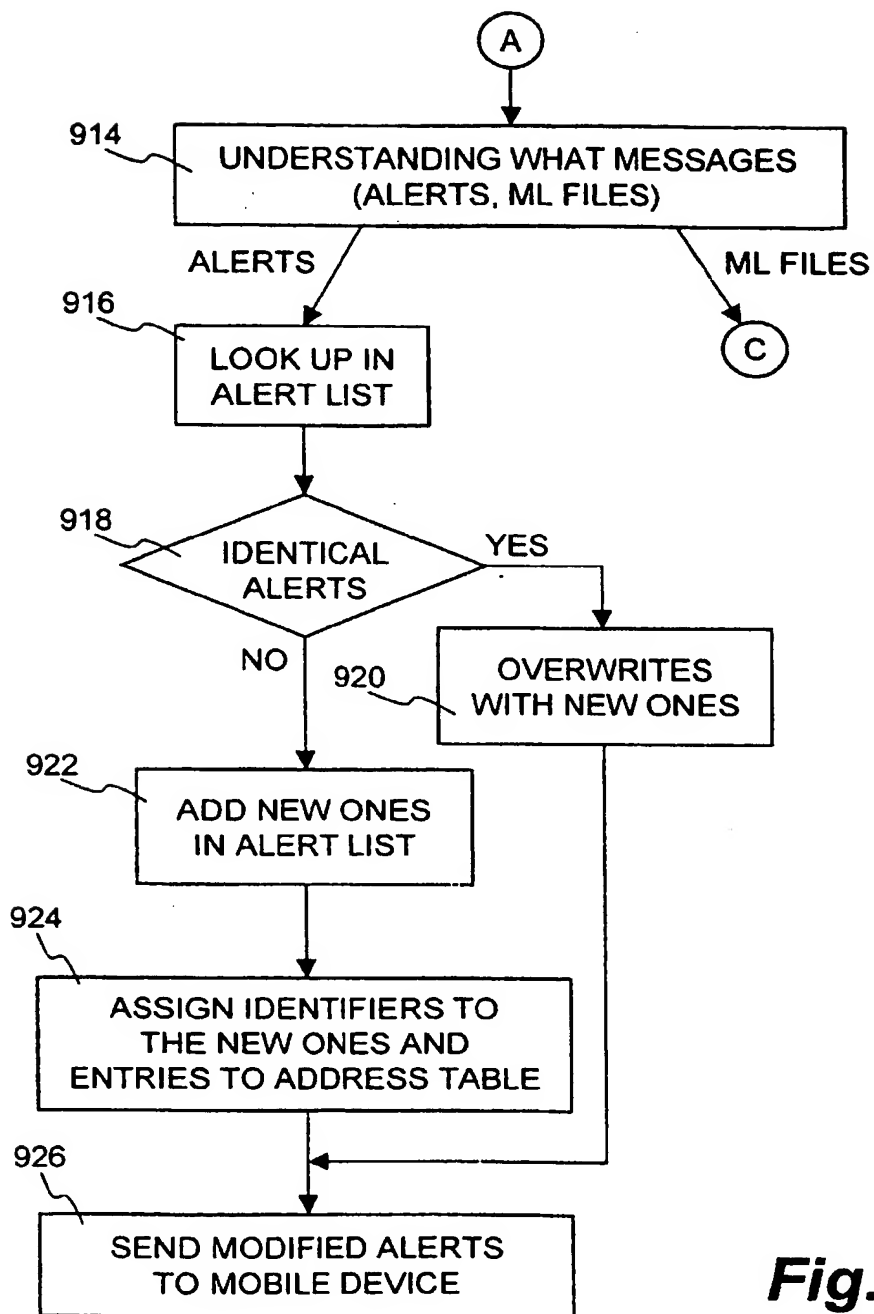 A
914
UNDERSTANDING WHAT MESSAGES
(ALERTS, ML FILES)
ALERTS
ML FILES
916
LOOK UP IN
ALERT LIST
C
918
IDENTICAL
ALERTS
YES
NO
920
OVERWRITES
WITH NEW ONES
922
ADD NEW ONES
IN ALERT LIST
924
ASSIGN IDENTIFIERS TO
THE NEW ONES AND
ENTRIES TO ADDRESS TABLE
926
SEND MODIFIED ALERTS
TO MOBILE DEVICE
Fig.